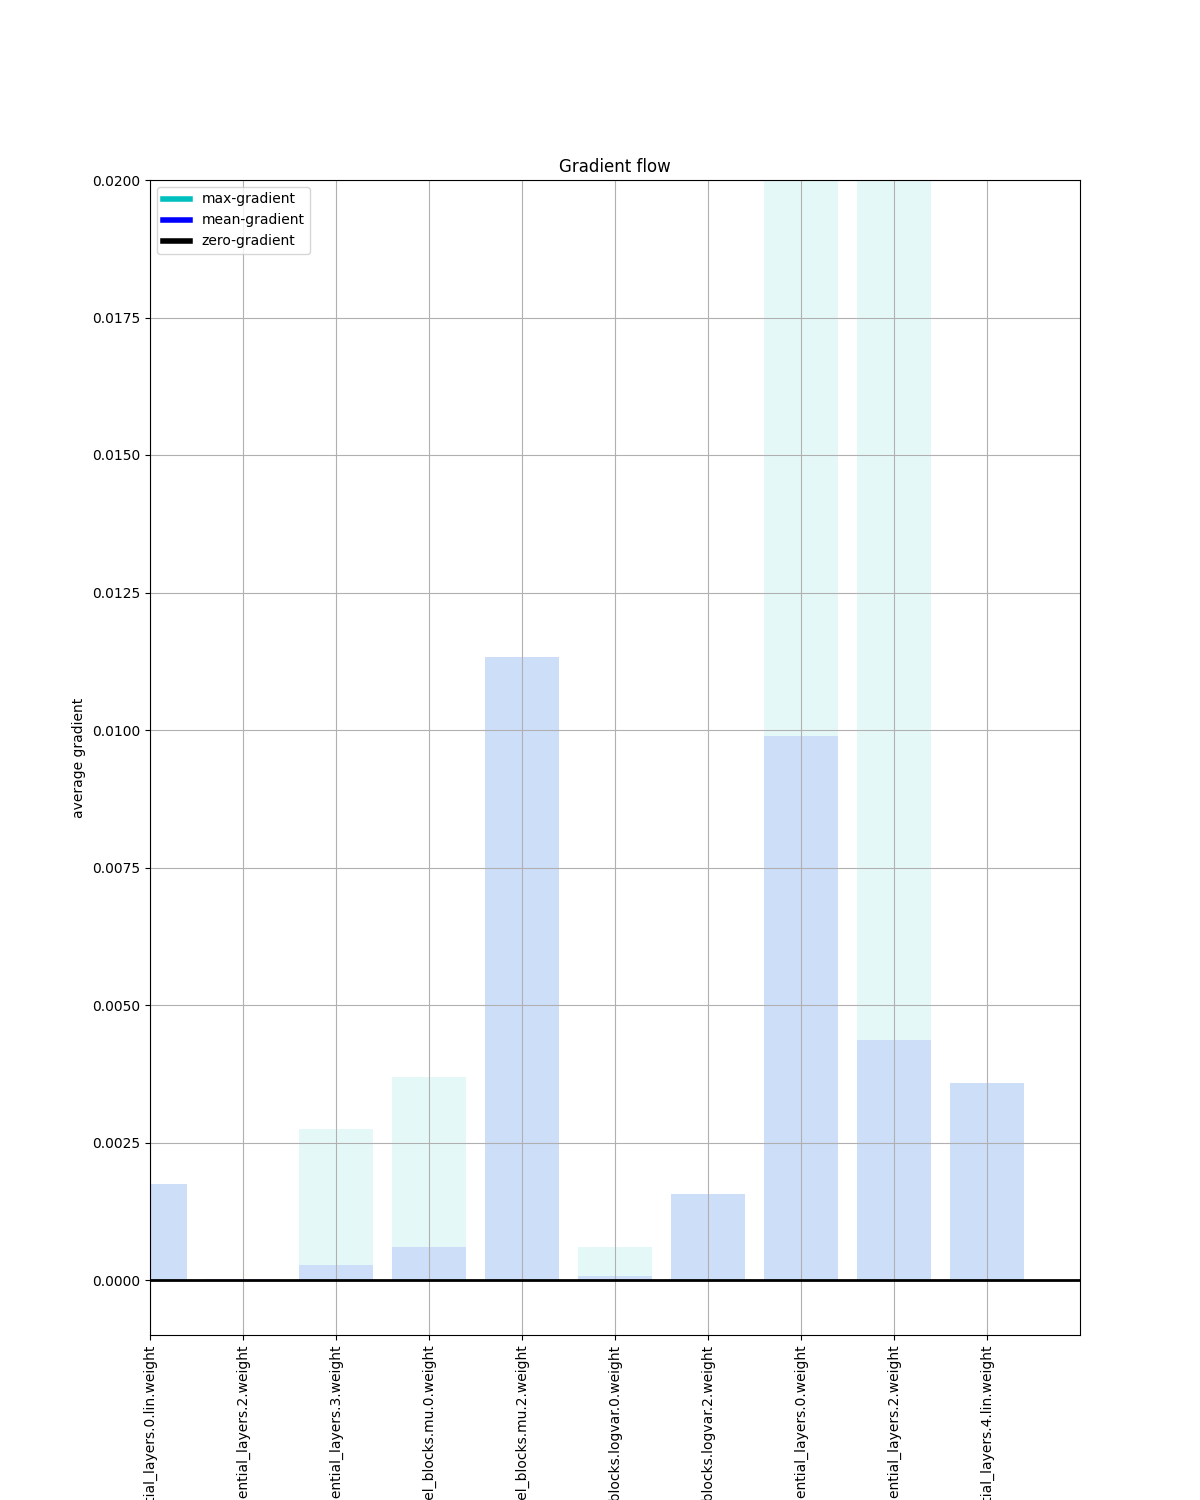 Gradient flow
max-gradient
mean-gradient
zero-gradient
0.0200
0.0175
0.0150
0.0125
0.0100
0.0075
0.0050
0.0025
0.0000
average gradient
tial_layers.0.lin.weight
ential_layers.2.weight
ential_layers.3.weight
el_blocks.mu.0.weight
el_blocks.mu.2.weight
blocks.logvar.0.weight
blocks.logvar.2.weight
ential_layers.0.weight
ential_layers.2.weight
tial_layers.4.lin.weight